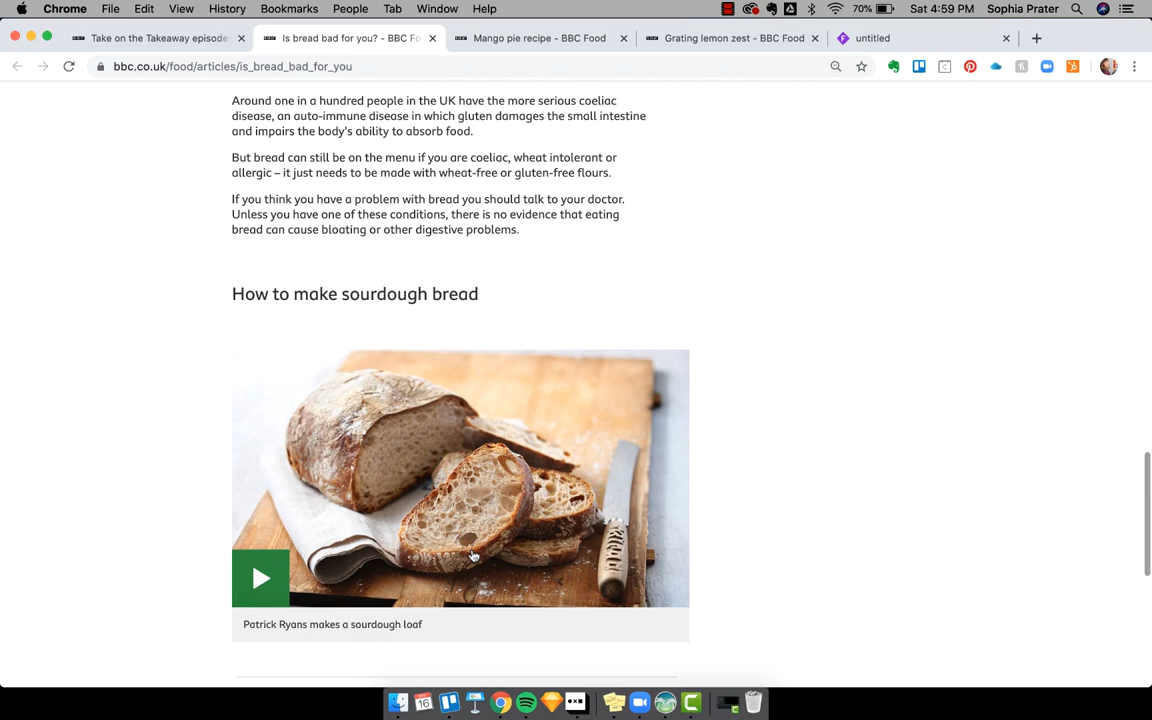 Chrome File Edit View History Bookmarks People Tab Window Help 70% Sat 4:59 PM Sophia Prater
Take on the Takeaway episode Is bread bad for you? - BBC Fo Mango pie recipe - BBC Food Grating lemon zest - BBC Food untitled
bbc.co.uk/food/articles/is_bread_bad_for_you
Around one in a hundred people in the UK have the more serious coeliac
disease, an auto-immune disease in which gluten damages the small intestine
and impairs the body's ability to absorb food.
But bread can still be on the menu if you are coeliac, wheat intolerant or
allergic – it just needs to be made with wheat-free or gluten-free flours.
If you think you have a problem with bread you should talk to your doctor.
Unless you have one of these conditions, there is no evidence that eating
bread can cause bloating or other digestive problems.
How to make sourdough bread
Patrick Ryans makes a sourdough loaf